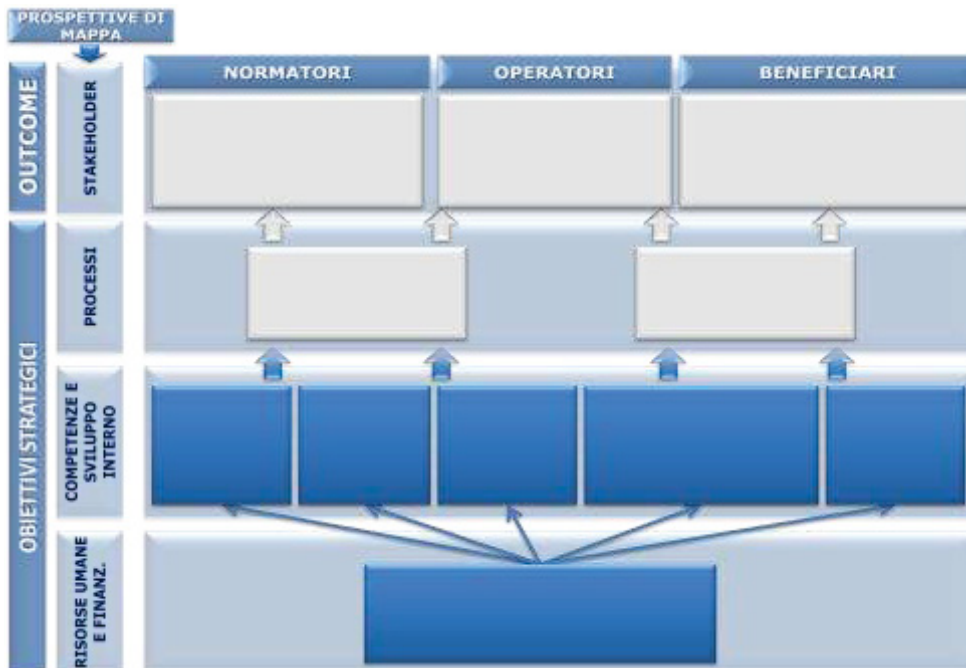 PROSPETTIVE DI
MAPPA
NORMATORI
OPERATORI
BENEFICIARI
OUTCOME
STAKEHOLDER
OBIETTIVI STRATEGICI
PROCESSI
COMPETENZE E
SVILUPPO
INTERNO
RISORSE UMANE
E FINANZ.